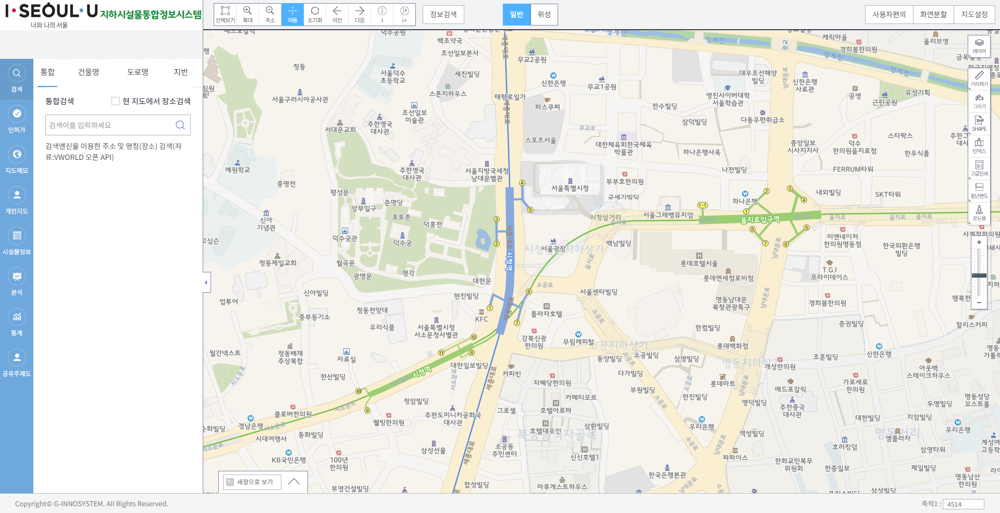 I·SEOUL·U 지하시설물통합정보시스템
너와 나의 서울
전체보기 확대 축소 이동 초기화 이전 다음 i i+
정보검색
일반 위성
사용자편의 화면분할 지도설정
검색
인허가
지도메모
개인지도
시설물정보
분석
통계
공유주제도
통합 건물명 도로명 지번
통합검색 현 지도에서 장소검색
검색어를 입력하세요
검색엔진을 이용한 주소 및 명칭(장소) 검색(자
료:VWORLD 오픈 API)
레이어
거리재기
그리기
SHAPE
인덱스
고급인쇄
횡단면도
로드뷰
덕수공원
백조약국
조선일보본사
무교2공원
정동
서울덕수
초등학교
세진빌딩
스폰지하우스
신한은행
무교1공원
대우조선해양
빌딩
신한은행
사료관
캐릭마을
경희봄한의원
올리브영
청계천
청계천
청계천
청계천
공영
근린공원
유성기획
서울구러시아공사관
태평로일가
파스쿠찌
영진사이버대학
서울학습관
한수빌딩
삼덕빌딩
다동우편취급소
조선일보
미술관
서대문교회
주한영국
대사관
무교로
스포츠서울
대한체육회한국체육
박물관
하나은행사옥
중앙일보
시사지지사
덕수
한의원을지로점
스타팍스
한우식품
예원학교
중명전
주한영국
대사관
서울지방국세청
남대문별관
서울특별시청
부부호한의원
나전빌딩
FERRUM타워
내외빌딩
SKT타워
평성문
준명당
앙부일구
포토존
덕흥전
금세기빌딩
하나은행
신아
기념관
덕수궁관
덕수궁
시청삼거리
서울그레뱅뮤지엄
을지로입구역
을지로
을지로
을지로
미앤네이처
한의원명동점
한국외환은행
빌딩
서울광장
백남빌딩
시청역
세종대로
정동제일교회
월곡문
광명문
행각
대한문
롯데호텔서울
롯데면세점로비점
T.G.I
프라이데이스
소공로
을지로
남대문로
업투어
신아빌딩
현진빌딩
서울센타빌딩
명동남대문
북창관광특구
경희봄한의원
중부등기소
정동전망대
KFC
플라자호텔
우리식품
서울특별시청
서소문청사별관
강북신광
한의원
무림캐피탈
소공지하상가
한컴빌딩
롯데백화점
증권빌딩
할리스커피
월간넥스트
정동배재
주상복합
자료실
동양빌딩
소공빌딩
삼영빌딩
조훈빌딩
신한은행
한산빌딩
시청역
대한일보빌딩
커피빈
자혜당한의원
다가빌딩
부원빌딩
명동지하상가
개성한의원
롯데마트
매드포갈릭
가로세로
한의원
아웃백
스테이크하우스
정암빌딩
카페티모르
한진빌딩
명덕빌딩
주한중국
대사관
두명빌딩
명동성당
꼬스트홀
클로버한의원
웰빙한의원
주한도미니카공화국
대사관
그로셀
호텔아로파
호텔대우인
삼환빌딩
우리은행
역성빌딩
대한빌딩
지암빌딩
우리은행
경남은행
시대여행사
동화빌딩
서소문로
삼성선물
소공동
주민센터
신신호텔1
파파이스
호러킹덤
명동거리
엠플라자
삼영타워
KB국민은행
100년
한의원
한국은행본관
한화교민복무
위원회
한중일보
제일빌딩
명동남산
한의원
부영건설빌딩
합성빌딩
마루게스트하우스
삼성빌딩
새창으로 보기
Copyright© G-INNOSYSTEM. All Rights Reserved.
축척1 : 4514